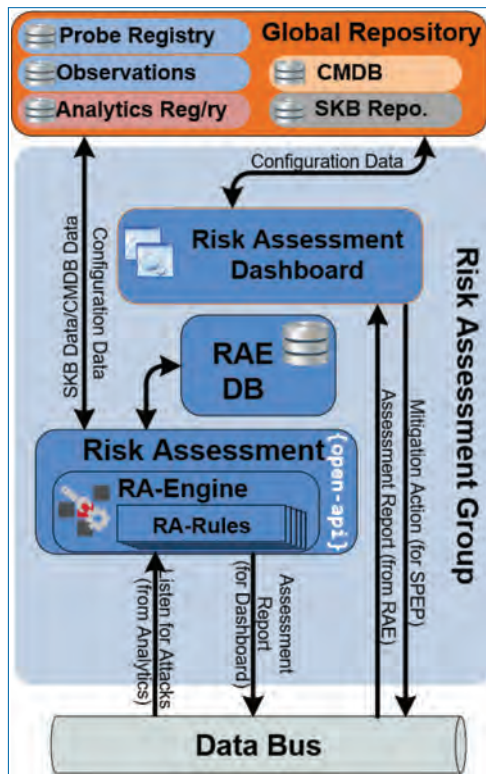 Probe Registry
Global Repository
Observations
CMDB
Analytics Reg/ry
SKB Repo.
Configuration Data
SKB Data/CMDB Data
Configuration Data
Risk Assessment
Dashboard
Risk Assessment Group
RAE
DB
Risk Assessment
{open-api}
RA-Engine
RA-Rules
Listen for Attacks
(from Analytics)
Assessment
Report
(for Dashboard)
Assessment Report (from RAE)
Mitigation Action (for SPEP)
Data Bus